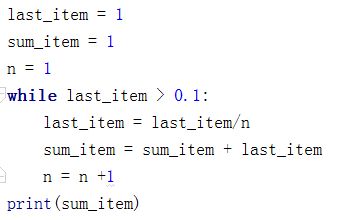 last_item = 1
sum_item = 1
n = 1
while last_item > 0.1:
    last_item = last_item/n
    sum_item = sum_item + last_item
    n = n +1
print(sum_item)